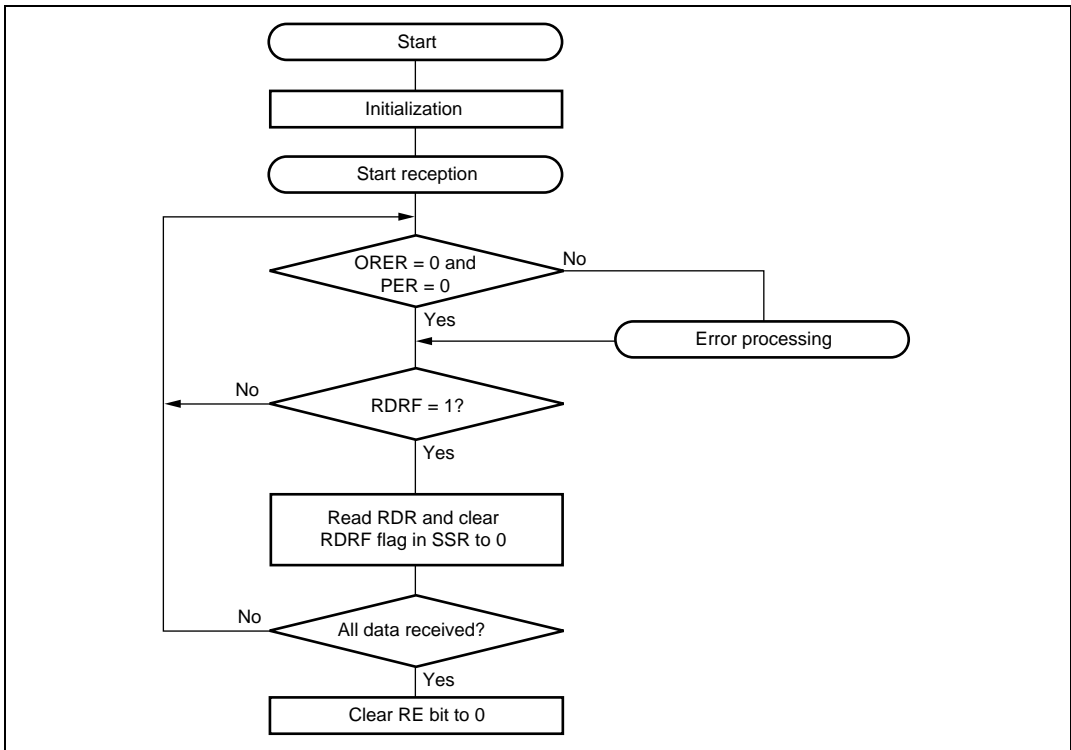 Start
Initialization
Start reception
ORER = 0 and
PER = 0
No
Yes
Error processing
No
RDRF = 1?
Yes
Read RDR and clear
RDRF flag in SSR to 0
No
All data received?
Yes
Clear RE bit to 0